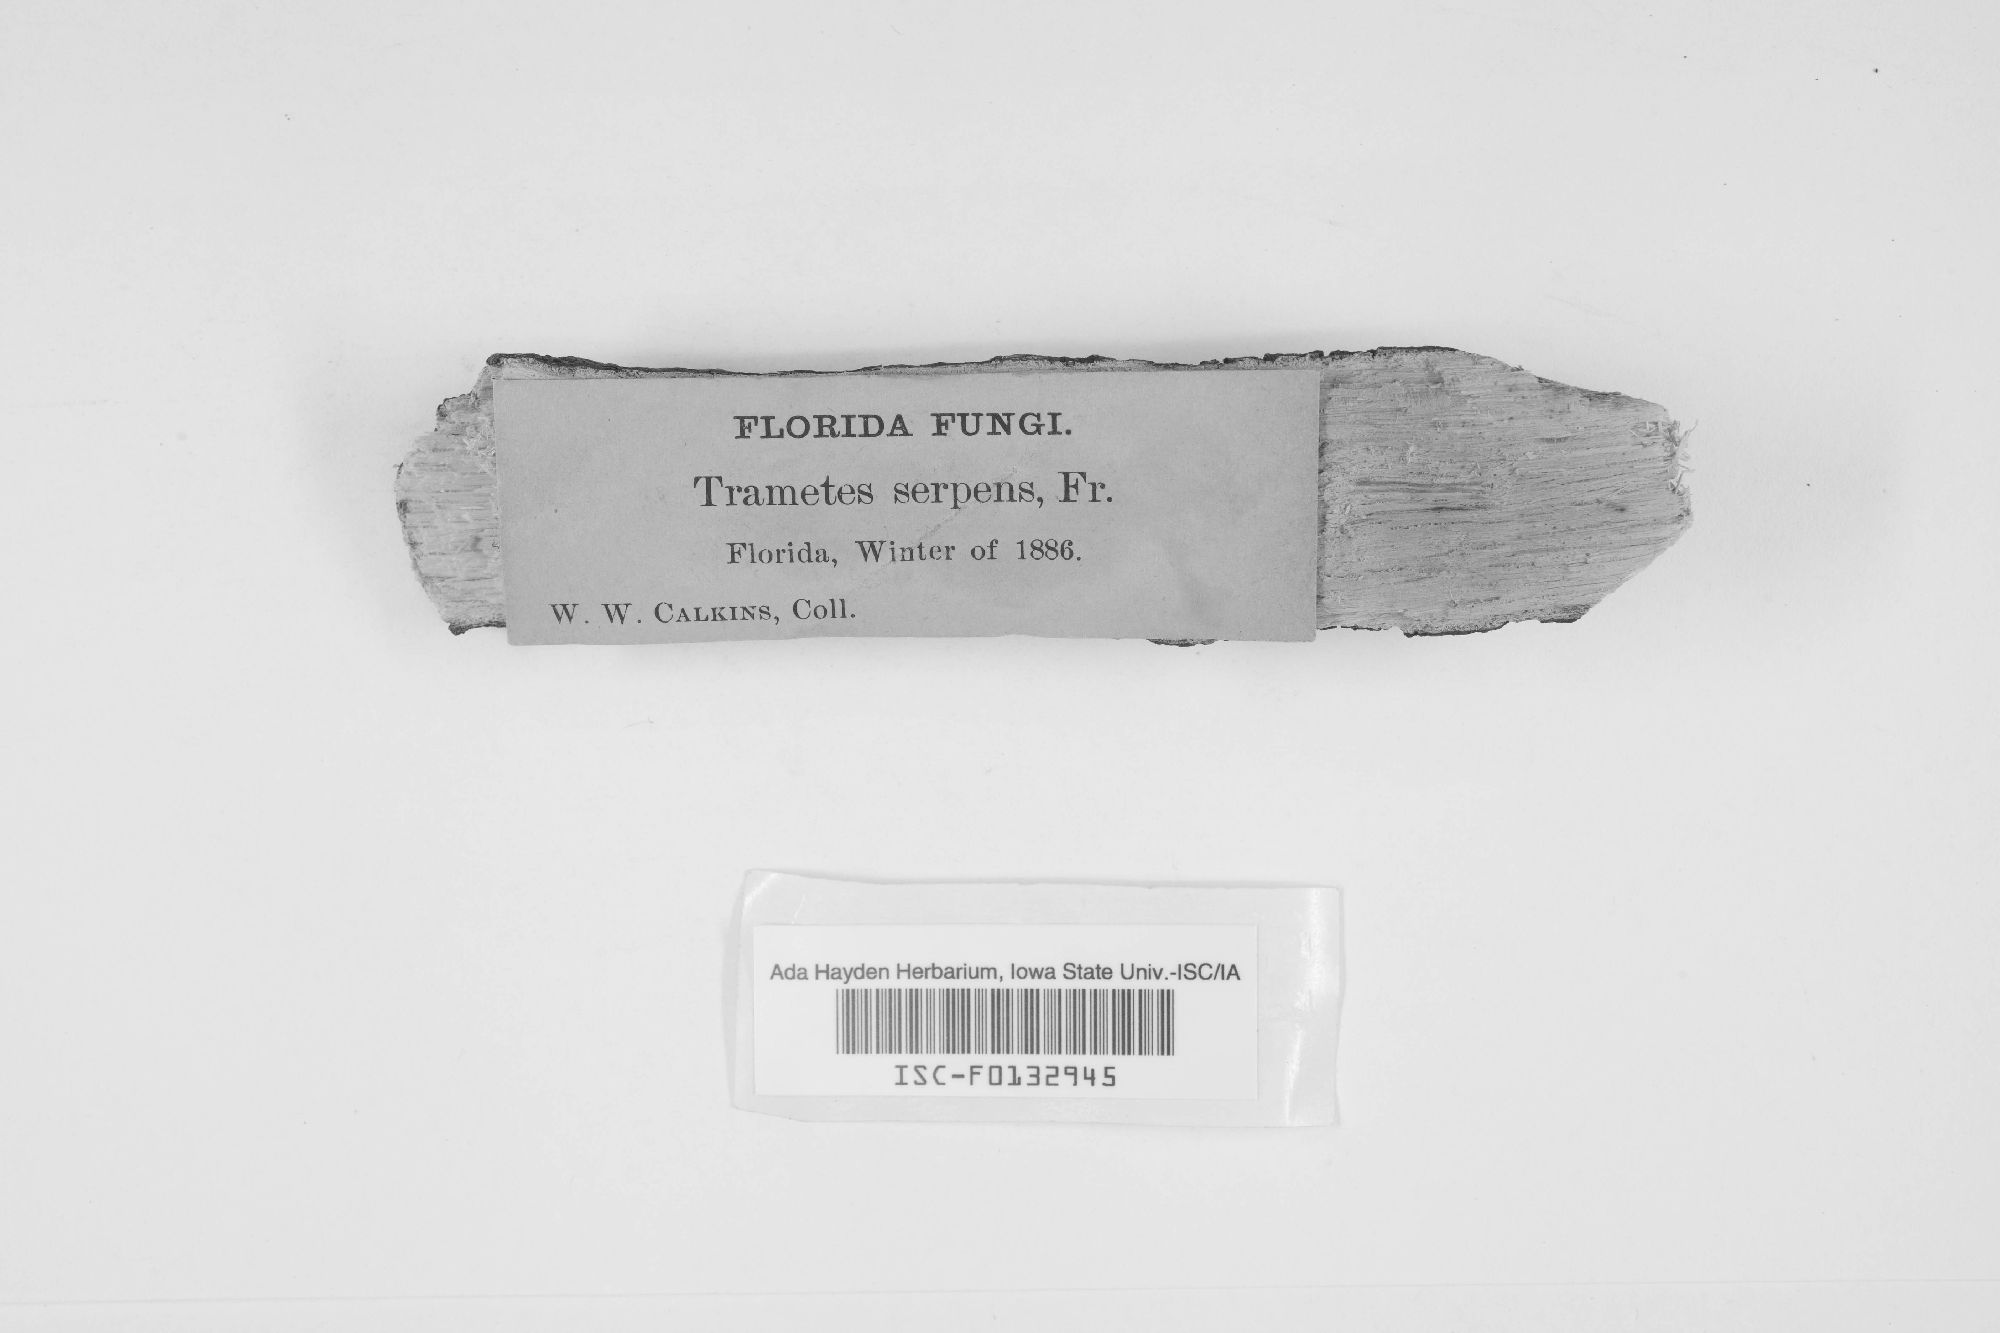 FLORIDA FUNGI.
Trametes serpens, Fr.
Florida, Winter of 1886.
W. W. CALKINS, Coll.
Ada Hayden Herbarium, Iowa State Univ.-ISC/IA
ISC-F0132945